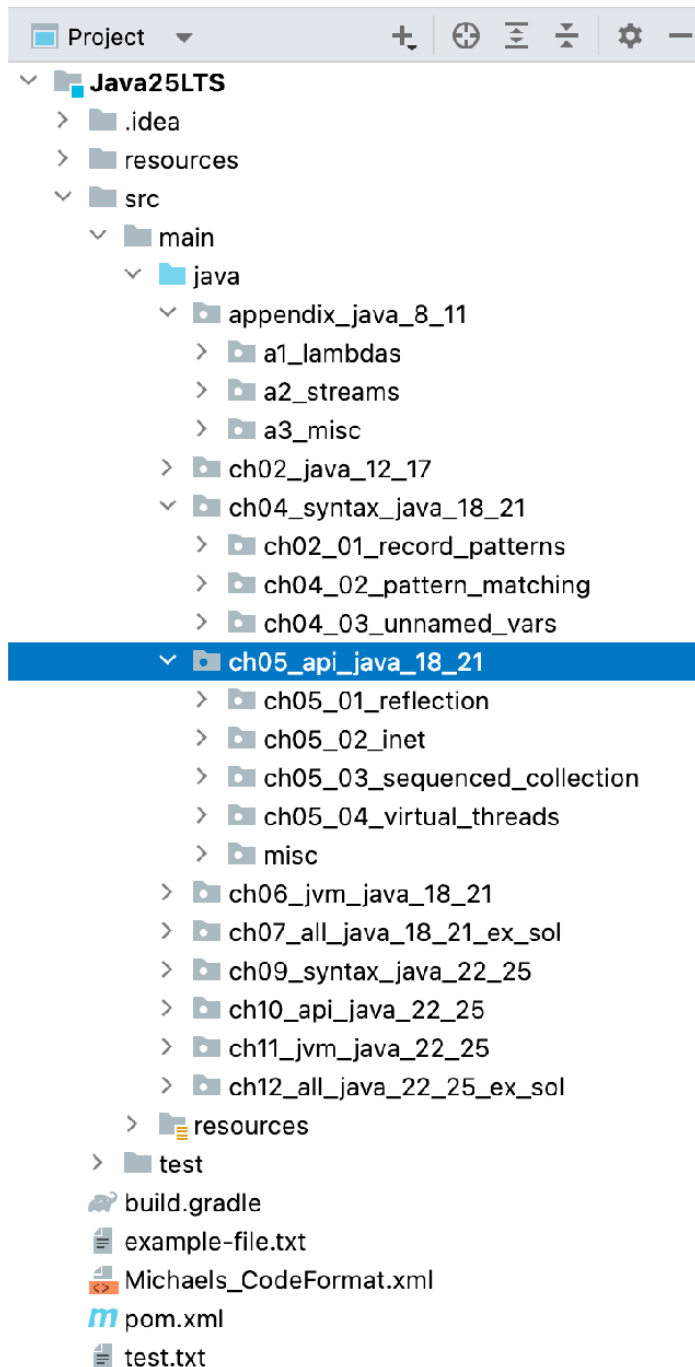 Project
Java25LTS
.idea
resources
src
main
java
appendix_java_8_11
a1_lambdas
a2_streams
a3_misc
ch02_java_12_17
ch04_syntax_java_18_21
ch02_01_record_patterns
ch04_02_pattern_matching
ch04_03_unnamed_vars
ch05_api_java_18_21
ch05_01_reflection
ch05_02_inet
ch05_03_sequenced_collection
ch05_04_virtual_threads
misc
ch06_jvm_java_18_21
ch07_all_java_18_21_ex_sol
ch09_syntax_java_22_25
ch10_api_java_22_25
ch11_jvm_java_22_25
ch12_all_java_22_25_ex_sol
resources
test
build.gradle
example-file.txt
Michaels_CodeFormat.xml
pom.xml
test.txt